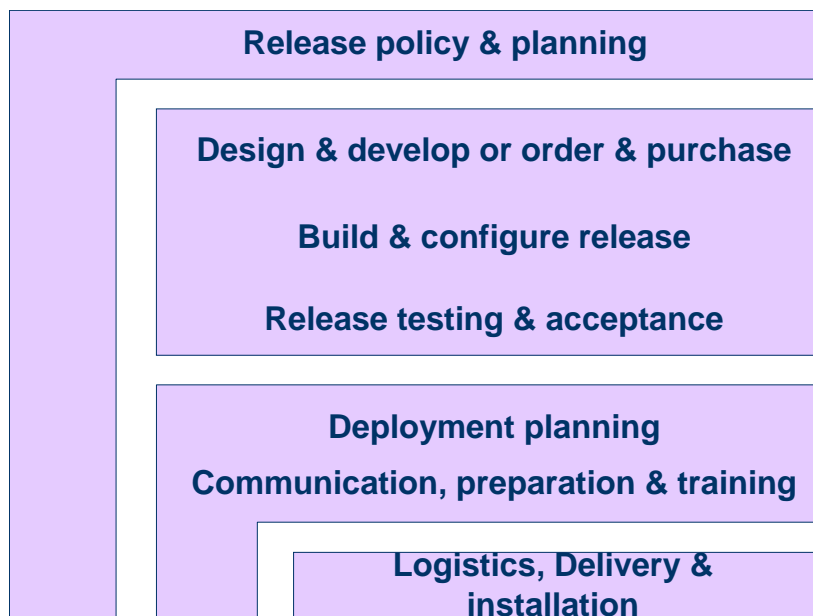 Release policy & planning
Design & develop or order & purchase
Build & configure release
Release testing & acceptance
Deployment planning
Communication, preparation & training
Logistics, Delivery &
installation